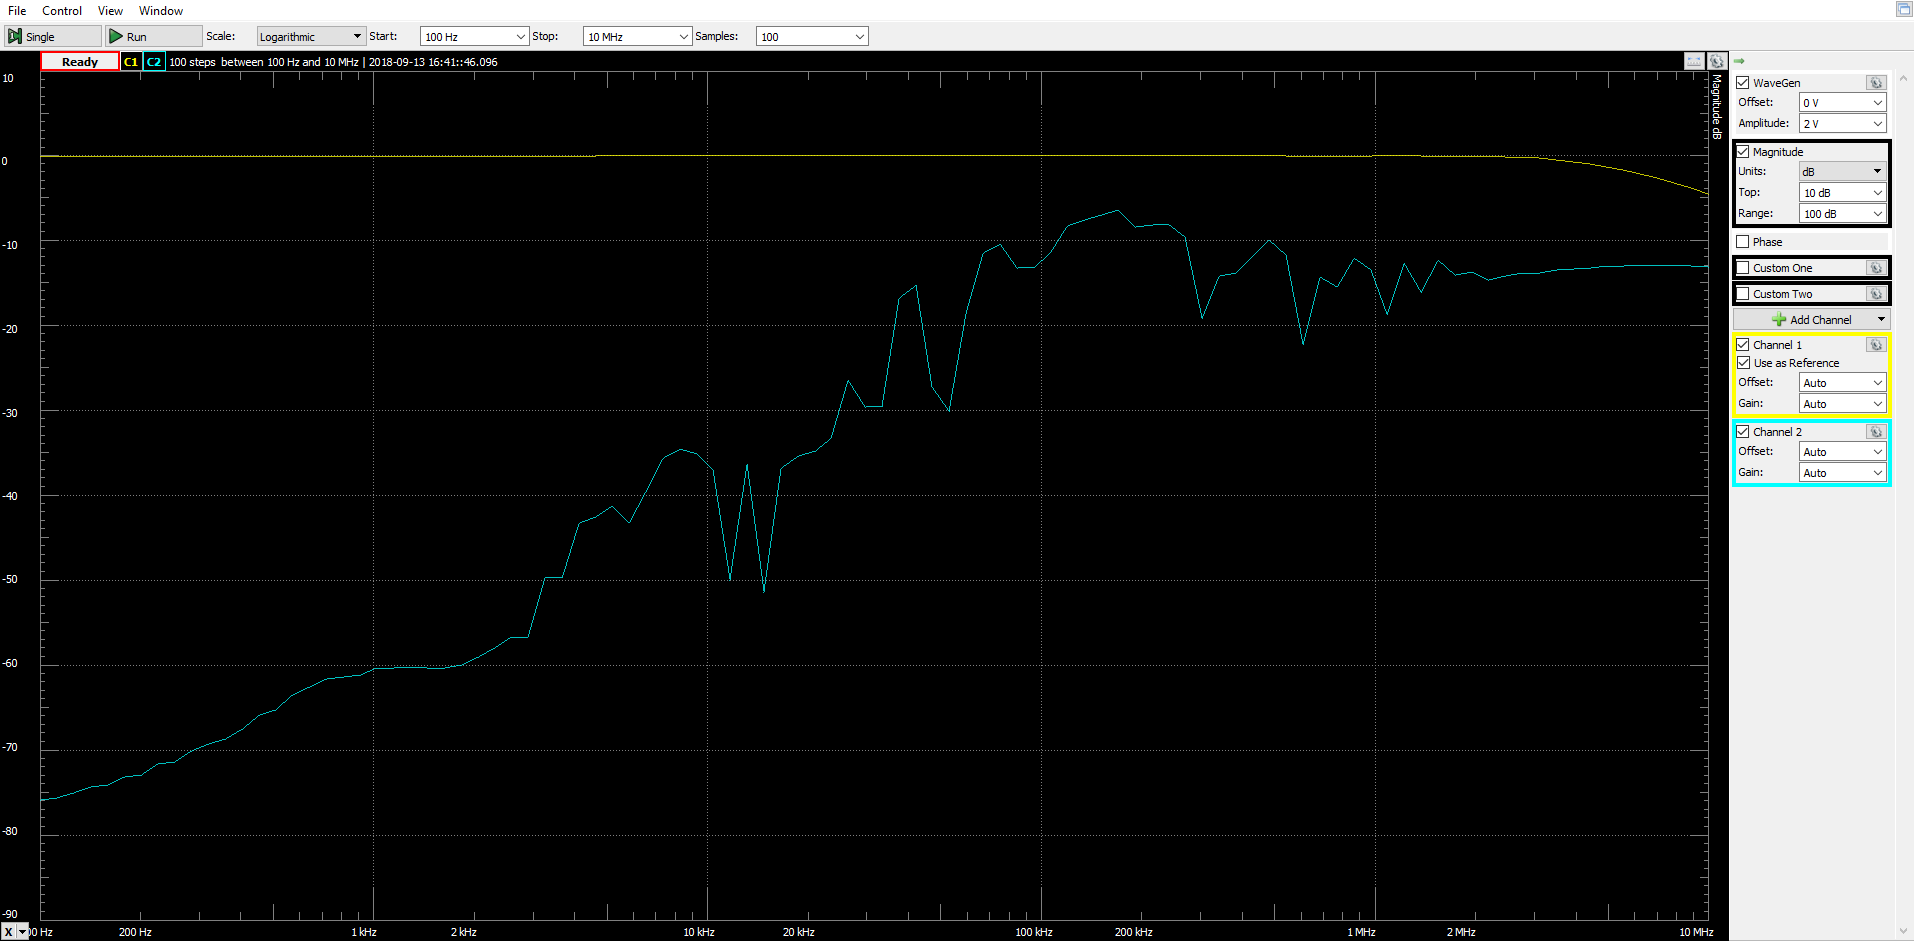 File Control View Window
Single Run Scale: Logarithmic Start: 100 Hz Stop: 10 MHz Samples: 100
Ready C1 C2 100 steps between 100 Hz and 10 MHz | 2018-09-13 16:41::46.096
10
0
-10
-20
-30
-40
-50
-60
-70
-80
-90
X 00 Hz 200 Hz 1 kHz 2 kHz 10 kHz 20 kHz 100 kHz 200 kHz 1 MHz 2 MHz 10 MHz
Magnitude dB
WaveGen
Offset: 0 V
Amplitude: 2 V
Magnitude
Units: dB
Top: 10 dB
Range: 100 dB
Phase
Custom One
Custom Two
Add Channel
Channel 1
Use as Reference
Offset: Auto
Gain: Auto
Channel 2
Offset: Auto
Gain: Auto